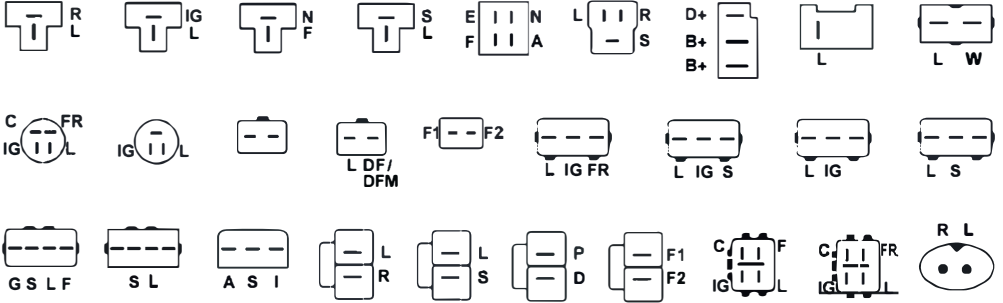 R
L
IG
L
N
F
S
L
E N
F A
L R
S
D+
B+
B+
L
L W
C FR
IG L
IG L
L DF/
DFM
F1 F2
L IG FR
L IG S
L IG
L S
G S L F
S L
A S I
L
R
L
S
P
D
F1
F2
C F
IG L
C FR
IG L
R L